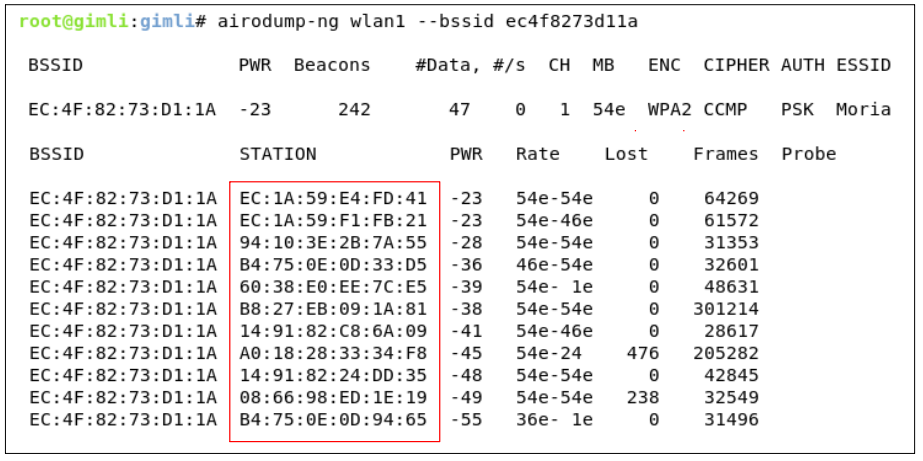 root@gimli:gimli# airodump-ng wlan1 --bssid ec4f8273d11a
BSSID PWR Beacons #Data, #/s CH MB ENC CIPHER AUTH ESSID
EC:4F:82:73:D1:1A -23 242 47 0 1 54e WPA2 CCMP PSK Moria
BSSID STATION PWR Rate Lost Frames Probe
EC:4F:82:73:D1:1A EC:1A:59:E4:FD:41 -23 54e-54e 0 64269
EC:4F:82:73:D1:1A EC:1A:59:F1:FB:21 -23 54e-46e 0 61572
EC:4F:82:73:D1:1A 94:10:3E:2B:7A:55 -28 54e-54e 0 31353
EC:4F:82:73:D1:1A B4:75:0E:0D:33:D5 -36 46e-54e 0 32601
EC:4F:82:73:D1:1A 60:38:E0:EE:7C:E5 -39 54e- 1e 0 48631
EC:4F:82:73:D1:1A B8:27:EB:09:1A:81 -38 54e-54e 0 301214
EC:4F:82:73:D1:1A 14:91:82:C8:6A:09 -41 54e-46e 0 28617
EC:4F:82:73:D1:1A A0:18:28:33:34:F8 -45 54e-24 476 205282
EC:4F:82:73:D1:1A 14:91:82:24:DD:35 -48 54e-54e 0 42845
EC:4F:82:73:D1:1A 08:66:98:ED:1E:19 -49 54e-54e 238 32549
EC:4F:82:73:D1:1A B4:75:0E:0D:94:65 -55 36e- 1e 0 31496